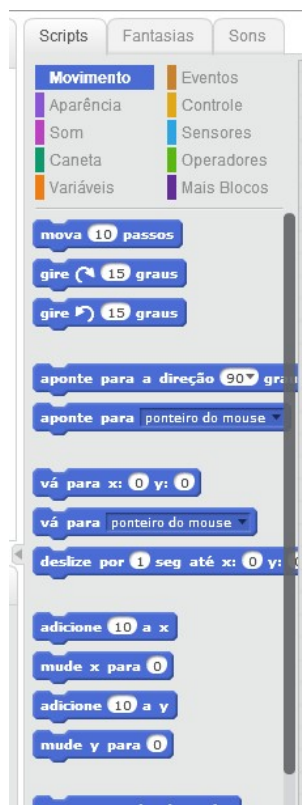 Scripts Fantasias Sons
Movimento Eventos
Aparência Controle
Som Sensores
Caneta Operadores
Variáveis Mais Blocos
mova 10 passos
gire 15 graus
gire 15 graus
aponte para a direção 90 grau
aponte para ponteiro do mouse
vá para x: 0 y: 0
vá para ponteiro do mouse
deslize por 1 seg até x: 0 y:
adicione 10 a x
mude x para 0
adicione 10 a y
mude y para 0